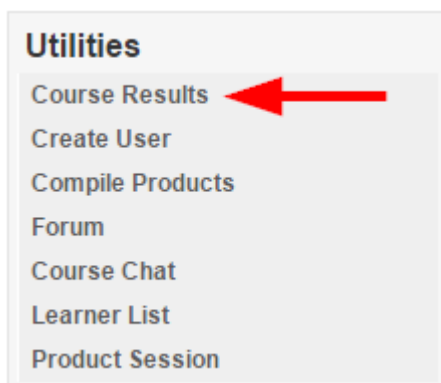 Utilities
Course Results
Create User
Compile Products
Forum
Course Chat
Learner List
Product Session